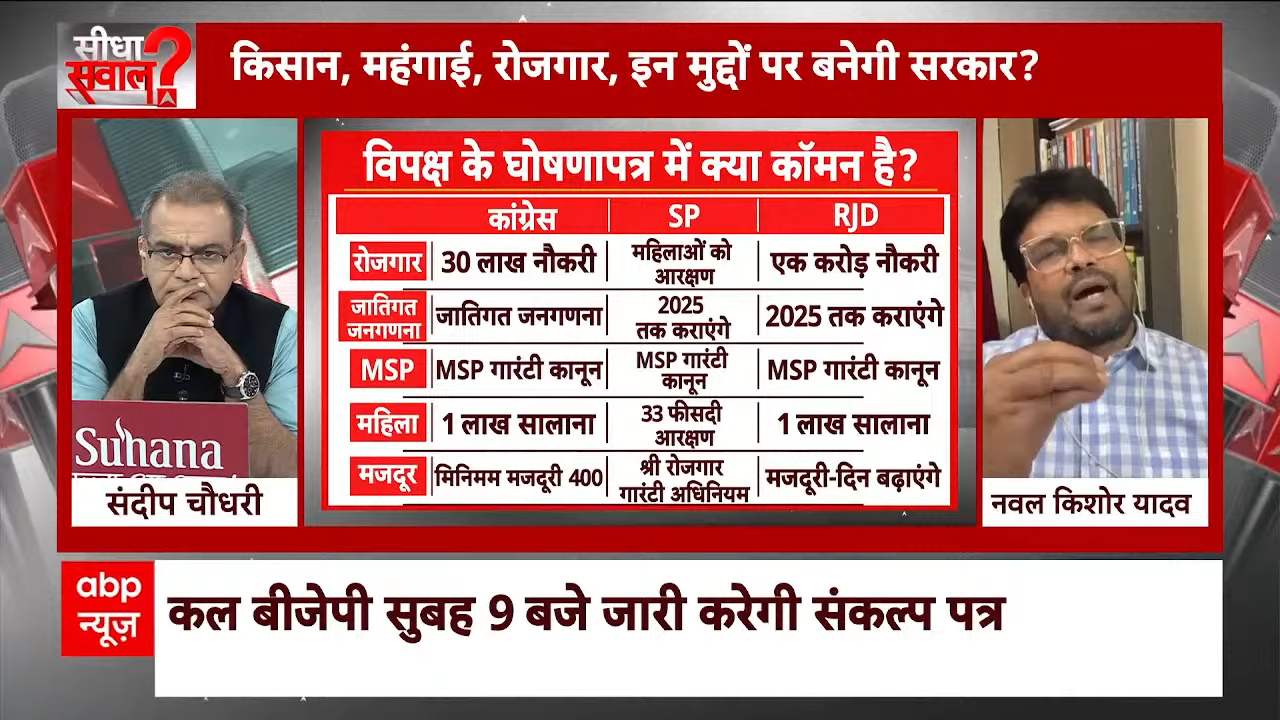 सीधा सवाल?
किसान, महंगाई, रोजगार, इन मुद्दों पर बनेगी सरकार?
विपक्ष के घोषणापत्र में क्या कॉमन है?
कांग्रेस SP RJD
रोजगार 30 लाख नौकरी महिलाओं को आरक्षण एक करोड़ नौकरी
जातिगत जनगणना जातिगत जनगणना 2025 तक कराएंगे 2025 तक कराएंगे
MSP MSP गारंटी कानून MSP गारंटी कानून MSP गारंटी कानून
महिला 1 लाख सालाना 33 फीसदी आरक्षण 1 लाख सालाना
मजदूर मिनिमम मजदूरी 400 श्री रोजगार गारंटी अधिनियम मजदूरी-दिन बढ़ाएंगे
Suhana
संदीप चौधरी
नवल किशोर यादव
abp न्यूज़
कल बीजेपी सुबह 9 बजे जारी करेगी संकल्प पत्र